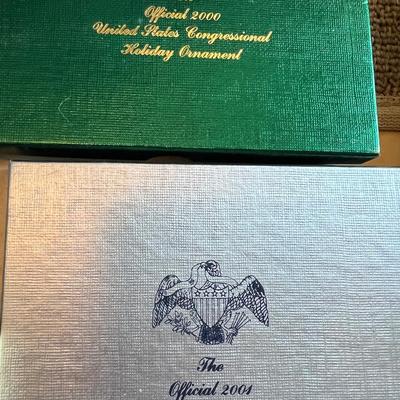 Official 2000
United States Congressional
Holiday Ornament
The
Official 2001